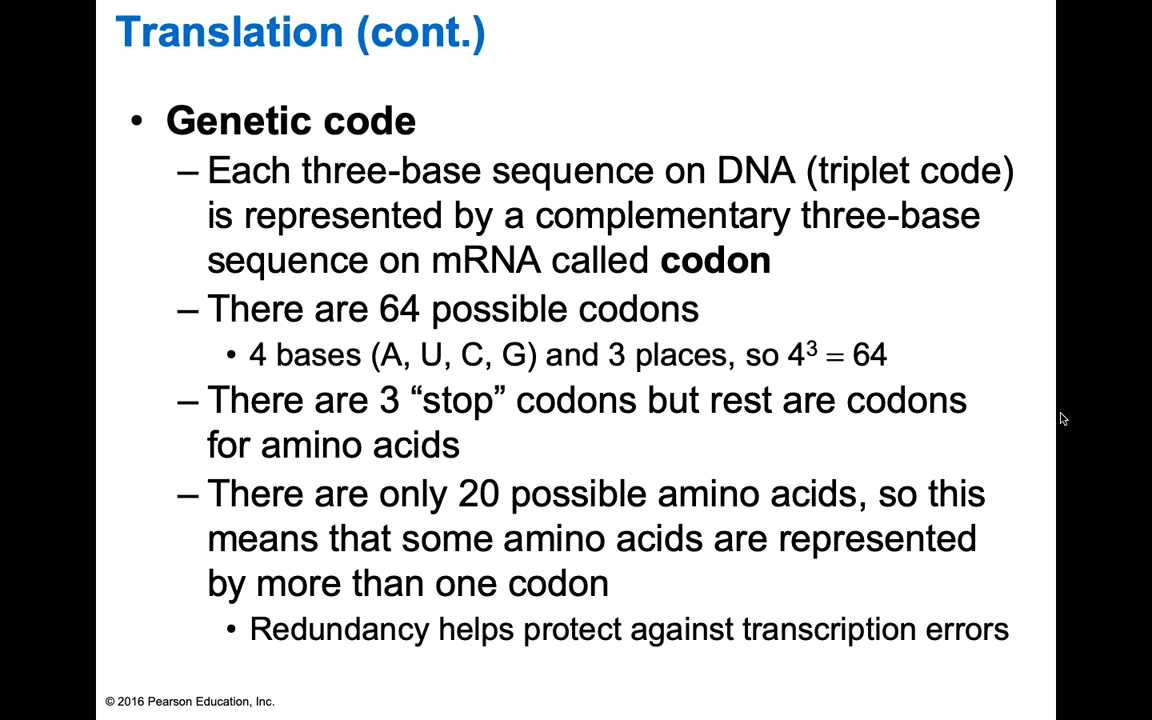 Translation (cont.)
• Genetic code
– Each three-base sequence on DNA (triplet code)
is represented by a complementary three-base
sequence on mRNA called codon
– There are 64 possible codons
• 4 bases (A, U, C, G) and 3 places, so 4³ = 64
– There are 3 “stop” codons but rest are codons
for amino acids
– There are only 20 possible amino acids, so this
means that some amino acids are represented
by more than one codon
• Redundancy helps protect against transcription errors
© 2016 Pearson Education, Inc.